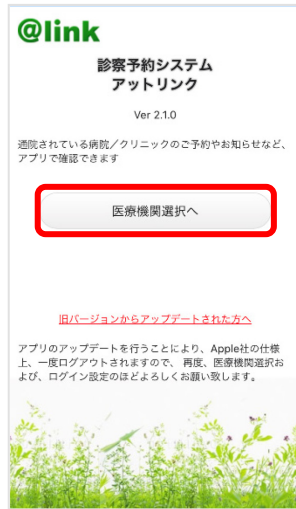 @link
診察予約システム
アットリンク
Ver 2.1.0
通院されている病院／クリニックのご予約やお知らせなど、
アプリで確認できます
医療機関選択へ
旧バージョンからアップデートされた方へ
アプリのアップデートを行うことにより、Apple社の仕様
上、一度ログアウトされますので、 再度、医療機関選択お
よび、ログイン設定のほどよろしくお願い致します。